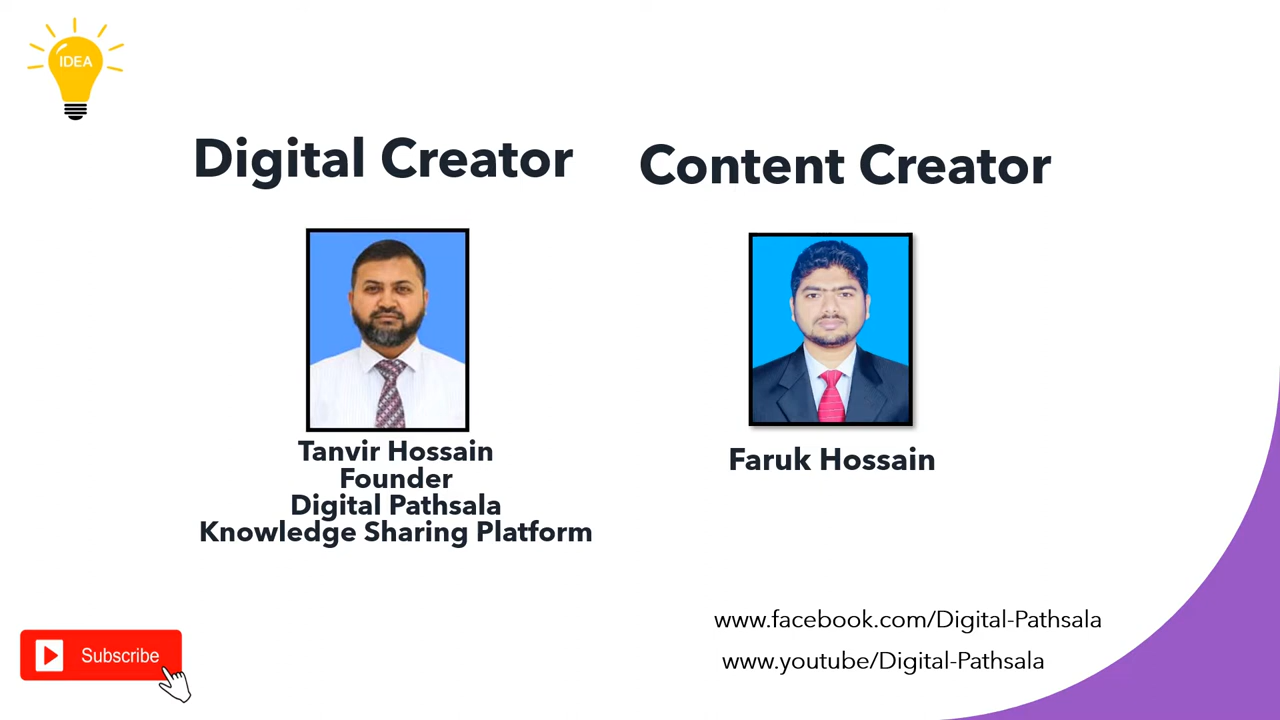 IDEA
Digital Creator
Content Creator
Tanvir Hossain
Founder
Digital Pathsala
Knowledge Sharing Platform
Faruk Hossain
www.facebook.com/Digital-Pathsala
www.youtube/Digital-Pathsala
Subscribe